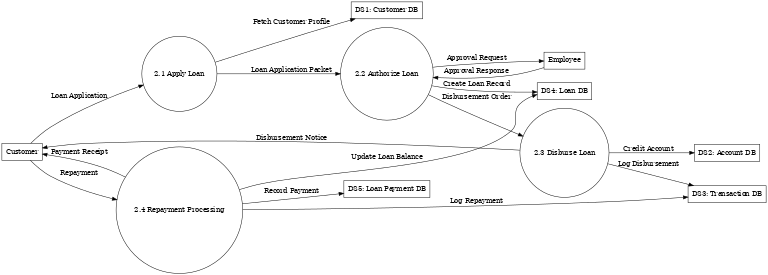 DS1: Customer DB
Fetch Customer Profile
2.1 Apply Loan
Loan Application Packet
2.2 Authorize Loan
Approval Request
Employee
Approval Response
Create Loan Record
DS4: Loan DB
Disbursement Order
Loan Application
Disbursement Notice
Customer
Payment Receipt
Update Loan Balance
2.3 Disburse Loan
Credit Account
DS2: Account DB
Log Disbursement
Repayment
Record Payment
DS5: Loan Payment DB
DS3: Transaction DB
Log Repayment
2.4 Repayment Processing